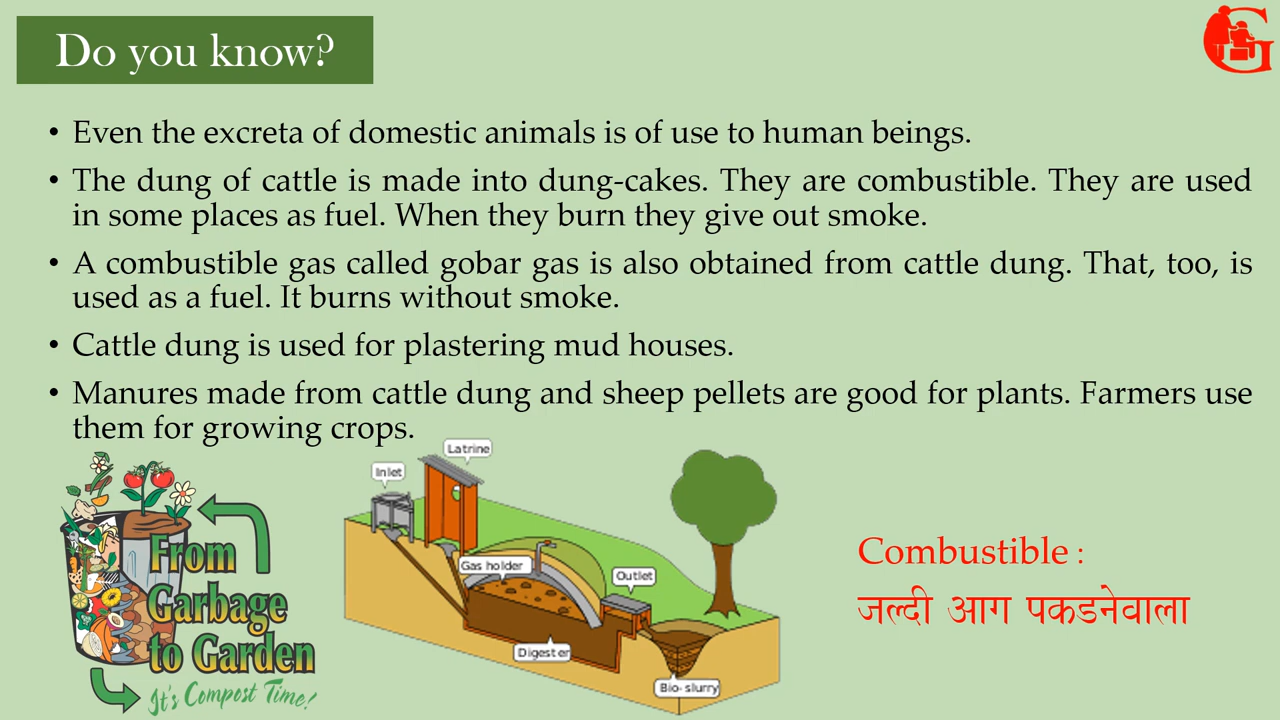 Do you know?
• Even the excreta of domestic animals is of use to human beings.
• The dung of cattle is made into dung-cakes. They are combustible. They are used
in some places as fuel. When they burn they give out smoke.
• A combustible gas called gobar gas is also obtained from cattle dung. That, too, is
used as a fuel. It burns without smoke.
• Cattle dung is used for plastering mud houses.
• Manures made from cattle dung and sheep pellets are good for plants. Farmers use
them for growing crops.
Latrine
Inlet
Gas holder
Outlet
Digester
Bio-slurry
From
Garbage
to Garden
It's Compost Time!
Combustible :
जल्दी आग पकडनेवाला
G